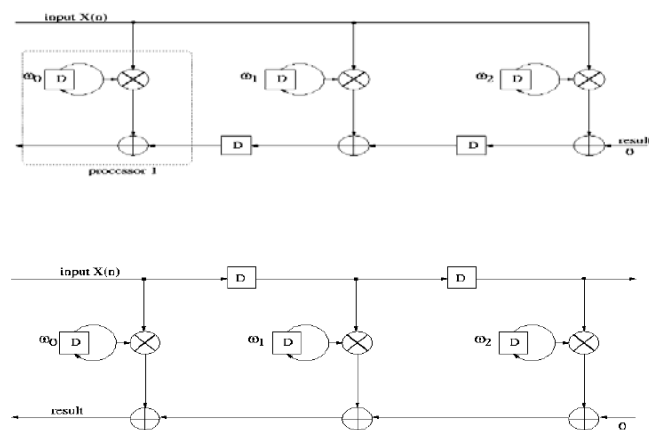 input X(n)
ω0 D ω1 D ω2 D
D D result
0
processor 1
input X(n) D D
ω0 D ω1 D ω2 D
result 0